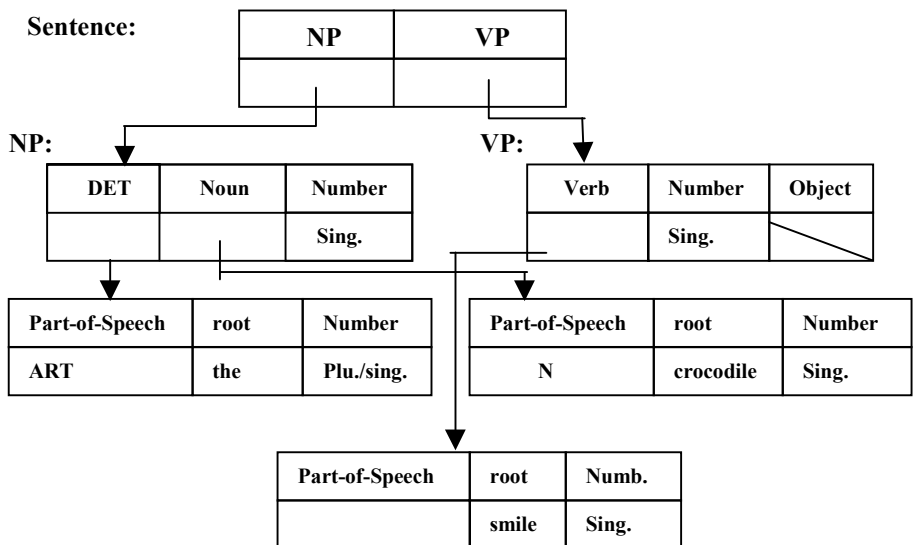 Sentence:
NP VP
NP: VP:
DET Noun Number Verb Number Object
Sing. Sing.
Part-of-Speech root Number Part-of-Speech root Number
ART the Plu./sing. N crocodile Sing.
Part-of-Speech root Numb.
smile Sing.